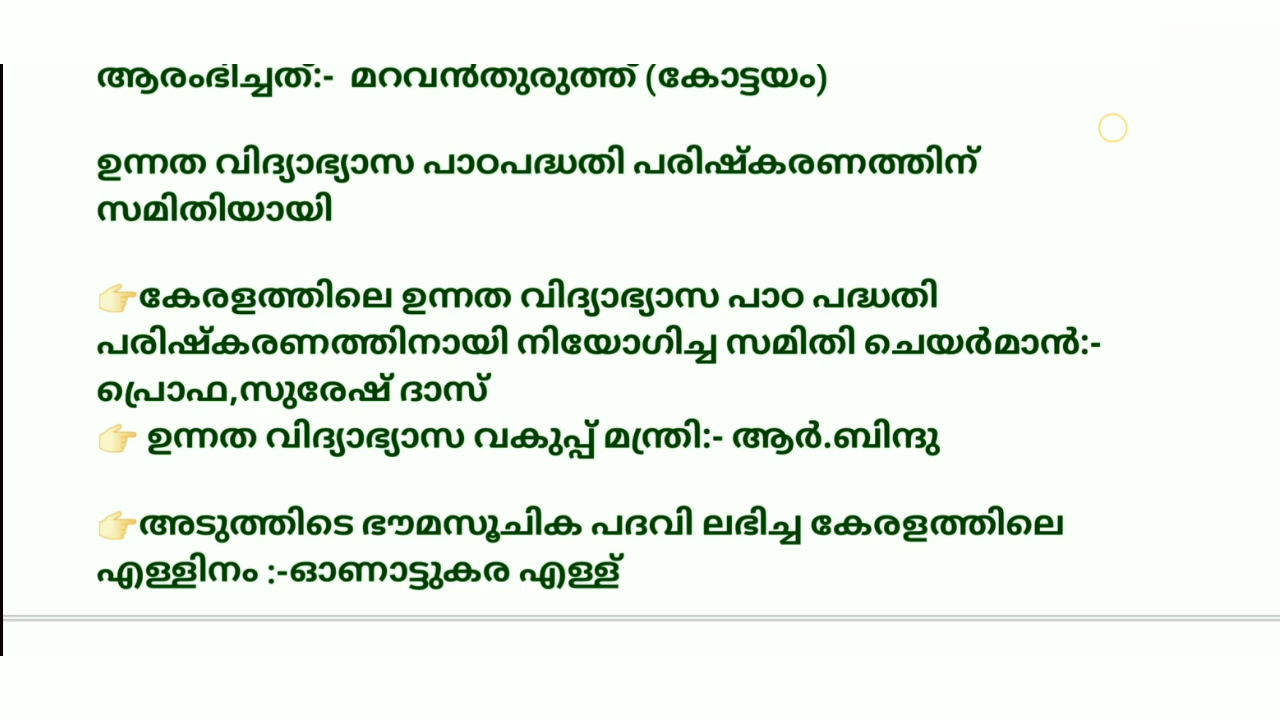 ആരംഭിച്ചത്:- മറവൻതുരുത്ത് (കോട്ടയം)
ഉന്നത വിദ്യാഭ്യാസ പാഠപദ്ധതി പരിഷ്കരണത്തിന്
സമിതിയായി
👉കേരളത്തിലെ ഉന്നത വിദ്യാഭ്യാസ പാഠ പദ്ധതി
പരിഷ്കരണത്തിനായി നിയോഗിച്ച സമിതി ചെയർമാൻ:-
പ്രൊഫ,സുരേഷ് ദാസ്
👉 ഉന്നത വിദ്യാഭ്യാസ വകുപ്പ് മന്ത്രി:- ആർ.ബിന്ദു
👉അടുത്തിടെ ഭൗമസൂചിക പദവി ലഭിച്ച കേരളത്തിലെ
എള്ളിനം :-ഓണാട്ടുകര എള്ള്